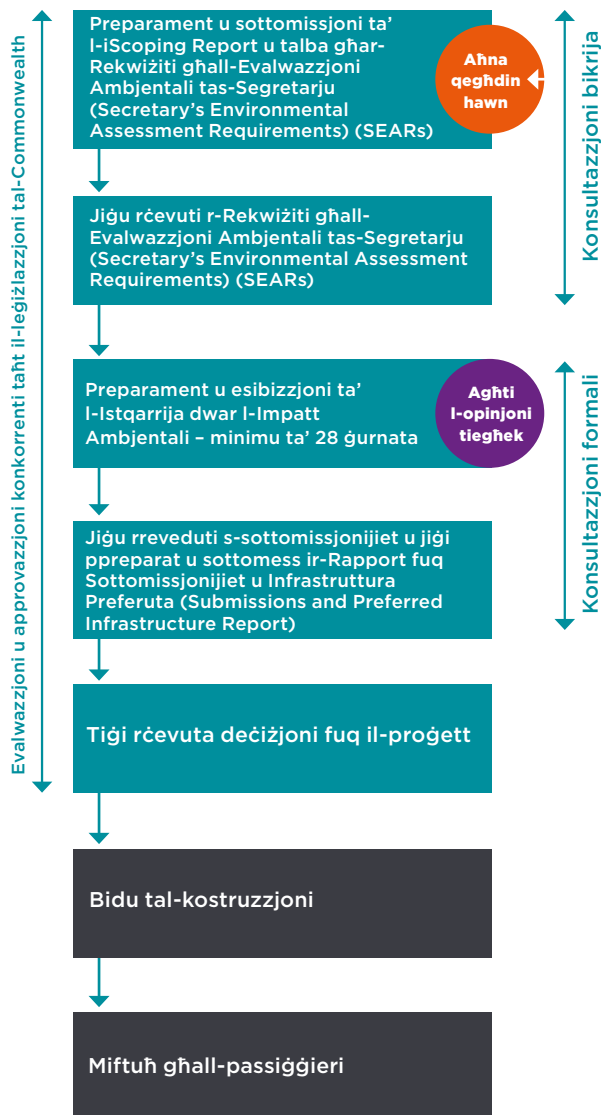 Preparament u sottomissjoni ta’
l-iScoping Report u talba għar-
Rekwiżiti għall-Evalwazzjoni
Ambjentali tas-Segretarju
(Secretary’s Environmental
Assessment Requirements) (SEARs)
Aħna
qegħdin
hawn
Jiġu rċevuti r-Rekwiżiti għall-
Evalwazzjoni Ambjentali tas-Segretarju
(Secretary’s Environmental Assessment
Requirements) (SEARs)
Konsultazzjoni bikrija
Preparament u esibizzjoni ta’
l-Istqarrija dwar l-Impatt
Ambjentali – minimu ta’ 28 ġurnata
Agħti
l-opinjoni
tiegħek
Jiġu rreveduti s-sottomissjonijiet u jiġi
ppreparat u sottomess ir-Rapport fuq
Sottomissjonijiet u Infrastruttura
Preferuta (Submissions and Preferred
Infrastructure Report)
Konsultazzjoni formali
Tiġi rċevuta deċiżjoni fuq il-proġett
Evalwazzjoni u approvazzjoni konkorrenti taħt il-leġiżlazzjoni tal-Commonwealth
Bidu tal-kostruzzjoni
Miftuħ għall-passiġġieri